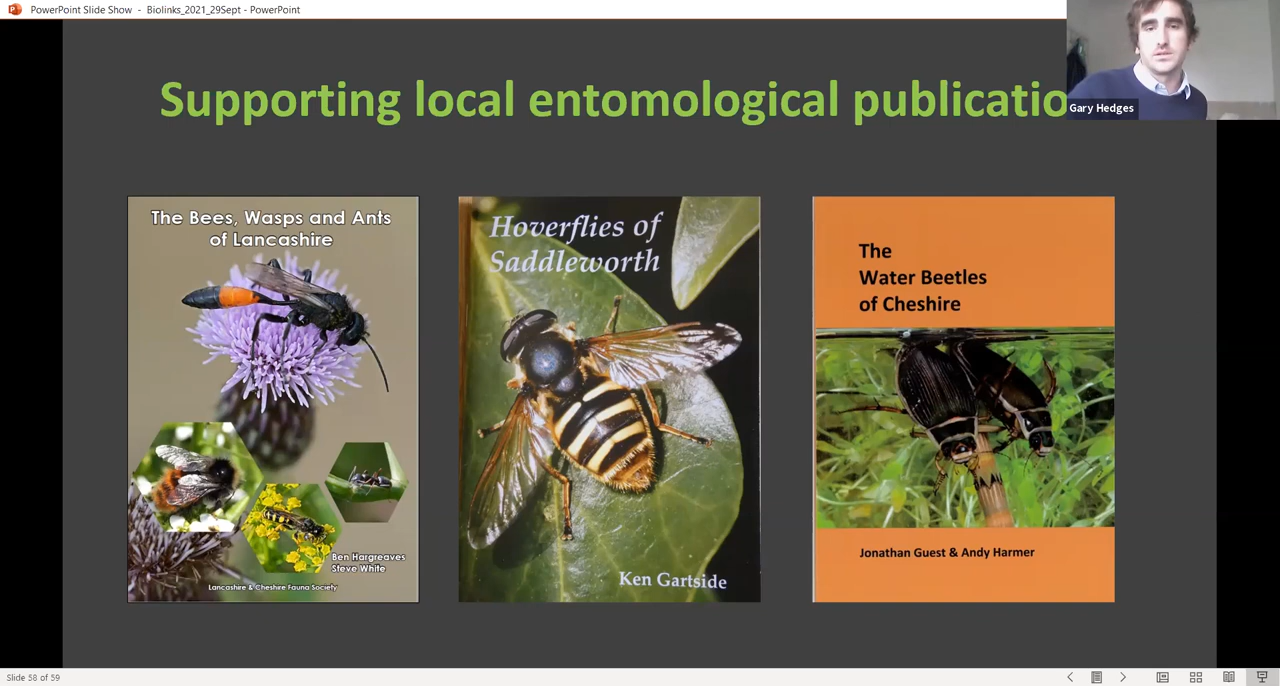 PowerPoint Slide Show - Biolinks_2021_29Sept - PowerPoint
Supporting local entomological publicatio
Gary Hedges
The Bees, Wasps and Ants
of Lancashire
Ben Hargreaves
Steve White
Lancashire & Cheshire Fauna Society
Hoverflies of
Saddleworth
Ken Gartside
The
Water Beetles
of Cheshire
Jonathan Guest & Andy Harmer
Slide 58 of 59